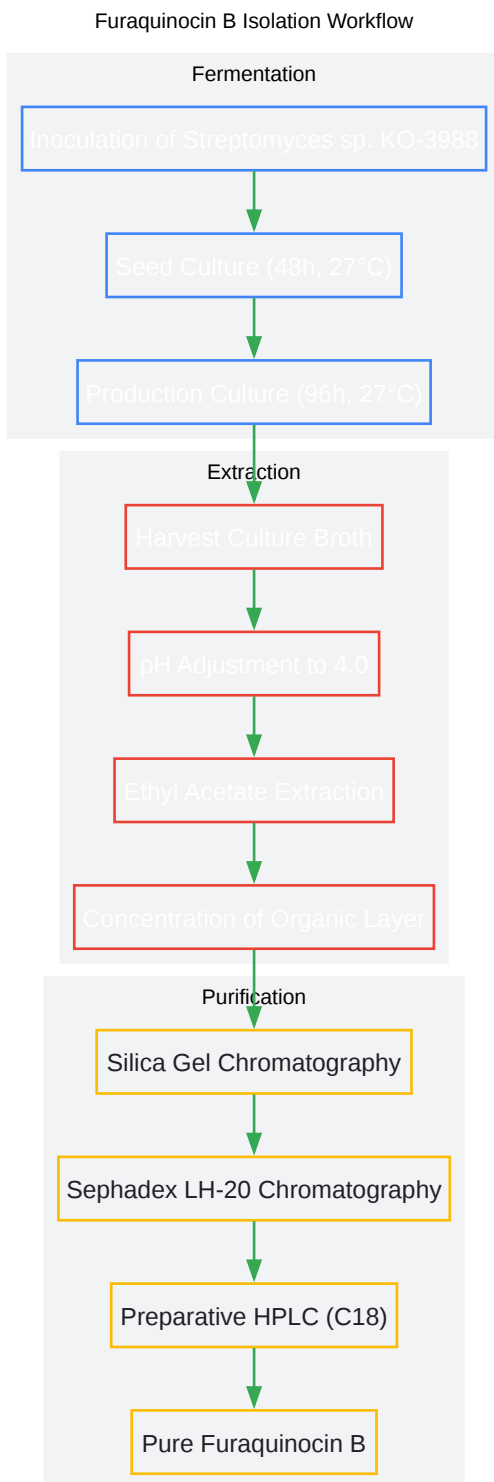 Furaquinocin B Isolation Workflow
Fermentation
Inoculation of Streptomyces sp. KO-3988
Seed Culture (48h, 27°C)
Production Culture (96h, 27°C)
Extraction
Harvest Culture Broth
pH Adjustment to 4.0
Ethyl Acetate Extraction
Concentration of Organic Layer
Purification
Silica Gel Chromatography
Sephadex LH-20 Chromatography
Preparative HPLC (C18)
Pure Furaquinocin B